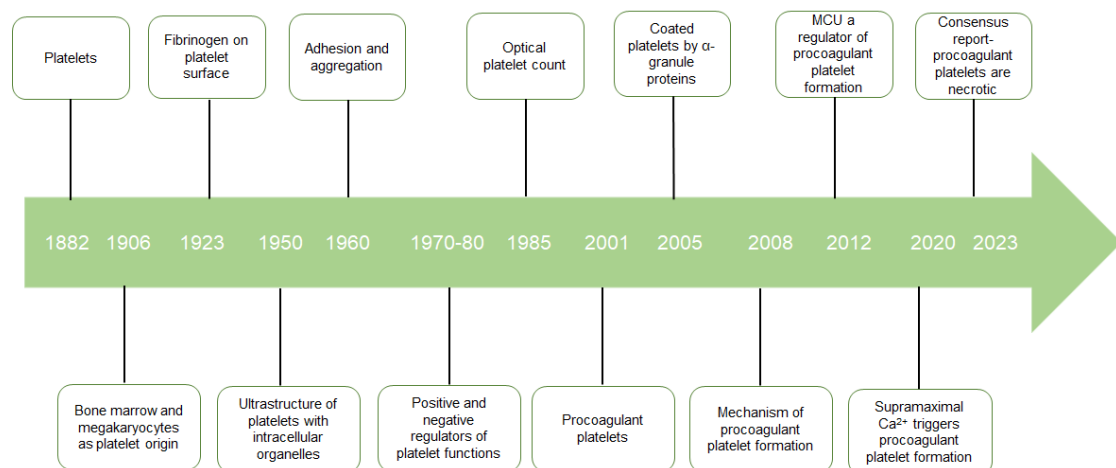 Platelets
Fibrinogen on
platelet
surface
Adhesion and
aggregation
Optical
platelet count
Coated
platelets by α-
granule
proteins
MCU a
regulator of
procoagulant
platelet
formation
Consensus
report-
procoagulant
platelets are
necrotic
1882 1906 1923 1950 1960 1970-80 1985 2001 2005 2008 2012 2020 2023
Bone marrow and
megakaryocytes
as platelet origin
Ultrastructure of
platelets with
intracellular
organelles
Positive and
negative
regulators of
platelet functions
Procoagulant
platelets
Mechanism of
procoagulant
platelet formation
Supramaximal
Ca²⁺ triggers
procoagulant
platelet formation